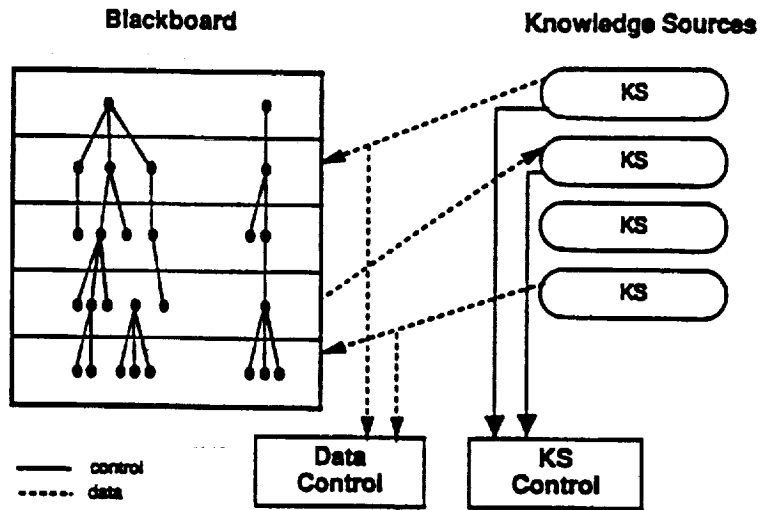 Blackboard
Knowledge Sources
KS
KS
KS
KS
Data
Control
KS
Control
control
data